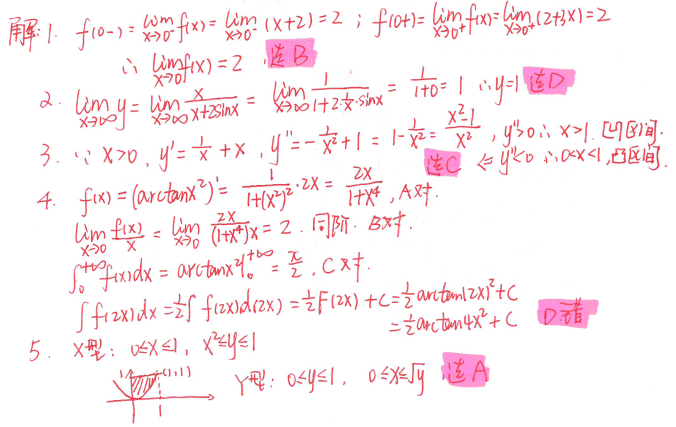 解:1. f(0-)=lim_{x→0^-}f(x)=lim_{x→0^-}(x+2)=2 ; f(0+)=lim_{x→0^+}f(x)=lim_{x→0^+}(2+3x)=2
∴ lim_{x→0}f(x)=2 . 选B
2. lim_{x→∞}y=lim_{x→∞} x/(x+2sinx) = lim_{x→∞} 1/(1+2·1/x·sinx) = 1/(1+0) = 1 ∴y=1 选D
3. ∵ x>0, y'=1/x+x, y''=-1/x²+1 = 1-1/x² = (x²-1)/x², y''>0∴ x>1. 凹区间.
选C ⇐ y''<0 ∴0<x<1, 凸区间.
4. f(x)=(arctanx²)'=1/(1+(x²)²)·2x = 2x/(1+x⁴), A对.
lim_{x→0} f(x)/x = lim_{x→0} 2x/((1+x⁴)x) = 2. 同阶. B对.
∫_0^{+∞} f(x)dx = arctanx²|_0^{+∞} = π/2, C对.
∫f(2x)dx=1/2∫f(2x)d(2x)=1/2F(2x)+C=1/2arctan(2x)²+C
=1/2arctan4x²+C D错
5. X型: 0≤x≤1, x²≤y≤1
1 (1,1)
Y型: 0≤y≤1, 0≤x≤√y 选A
1